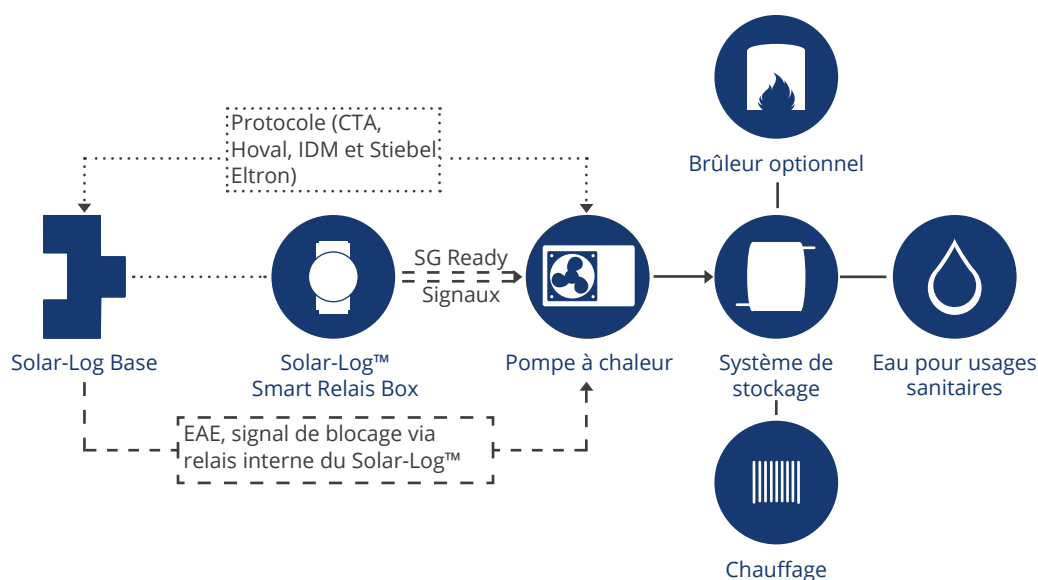 Protocole (CTA,
Hoval, IDM et Stiebel
Eltron)
Brûleur optionnel
SG Ready
Signaux
Solar-Log Base
Solar-Log™
Smart Relais Box
Pompe à chaleur
Système de
stockage
Eau pour usages
sanitaires
EAE, signal de blocage via
relais interne du Solar-Log™
Chauffage